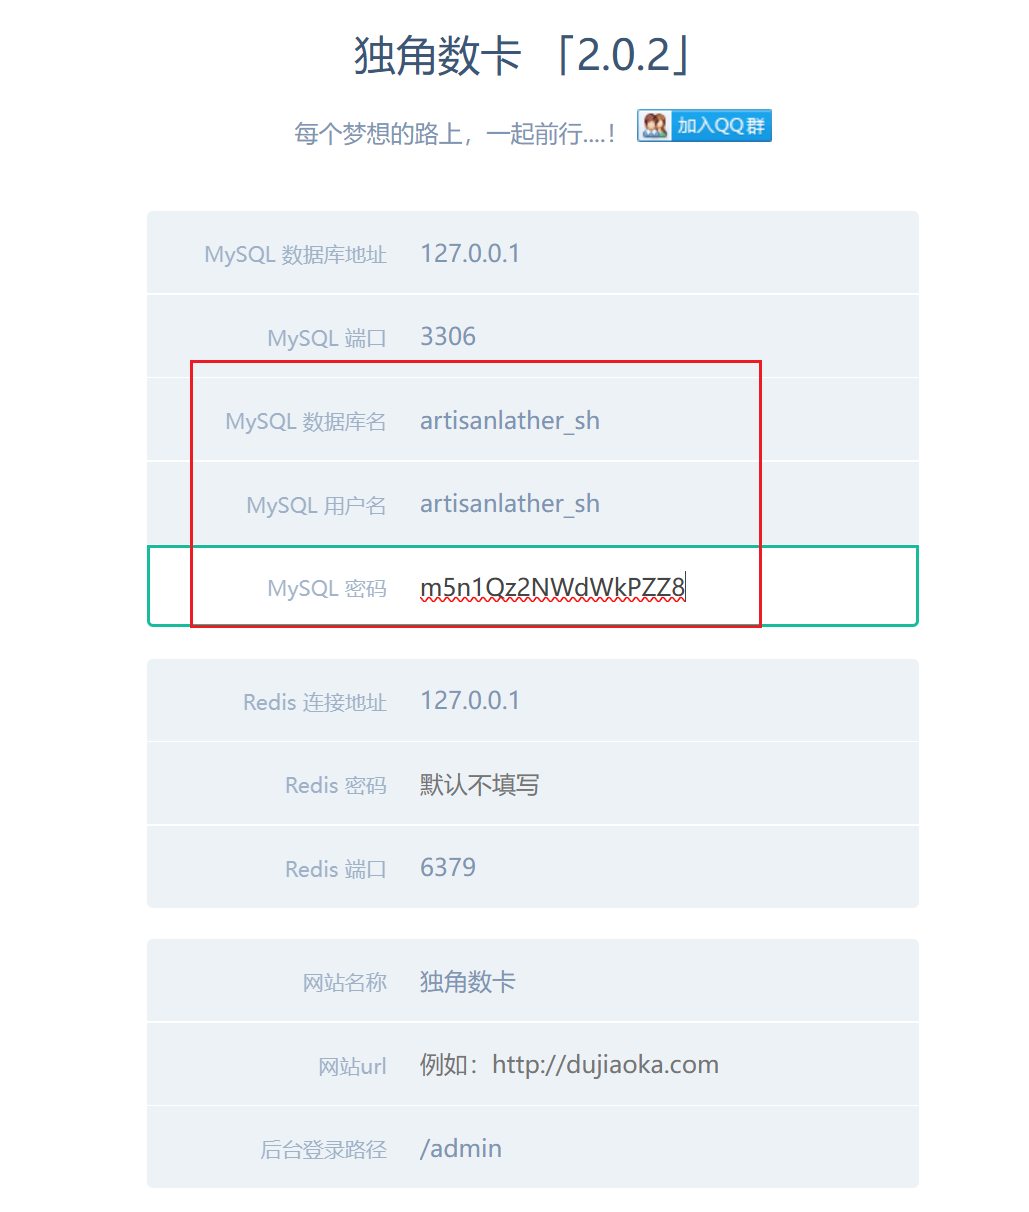 独角数卡 「2.0.2」
每个梦想的路上，一起前行....！ 加入QQ群
MySQL 数据库地址 127.0.0.1
MySQL 端口 3306
MySQL 数据库名 artisanlather_sh
MySQL 用户名 artisanlather_sh
MySQL 密码 m5n1Qz2NWdWkPZZ8
Redis 连接地址 127.0.0.1
Redis 密码 默认不填写
Redis 端口 6379
网站名称 独角数卡
网站url 例如：http://dujiaoka.com
后台登录路径 /admin